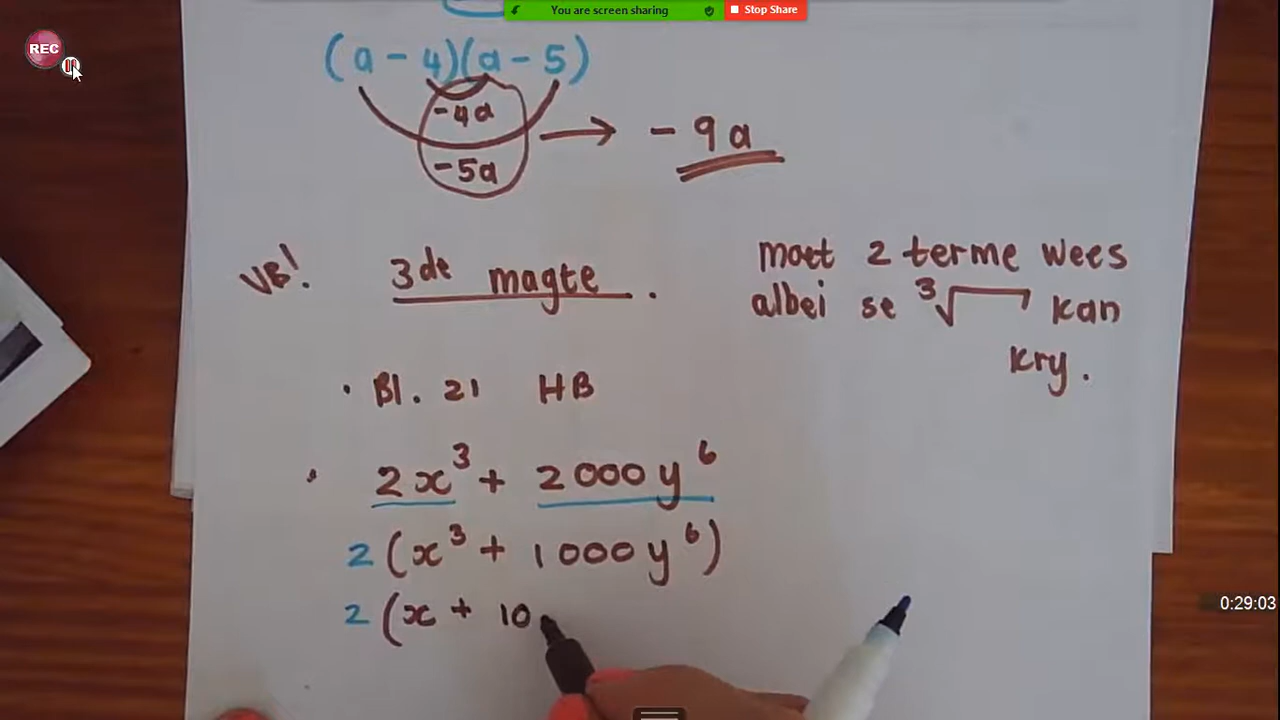 You are screen sharing Stop Share
REC
(a - 4)(a - 5)
-4a
-5a
→ - 9a
VB!
3de magte.
moet 2 terme wees
albei se ³√ kan
kry.
• Bl. 21 HB
• 2x³ + 2000y⁶
2(x³ + 1000y⁶)
2(x + 10
0:29:03